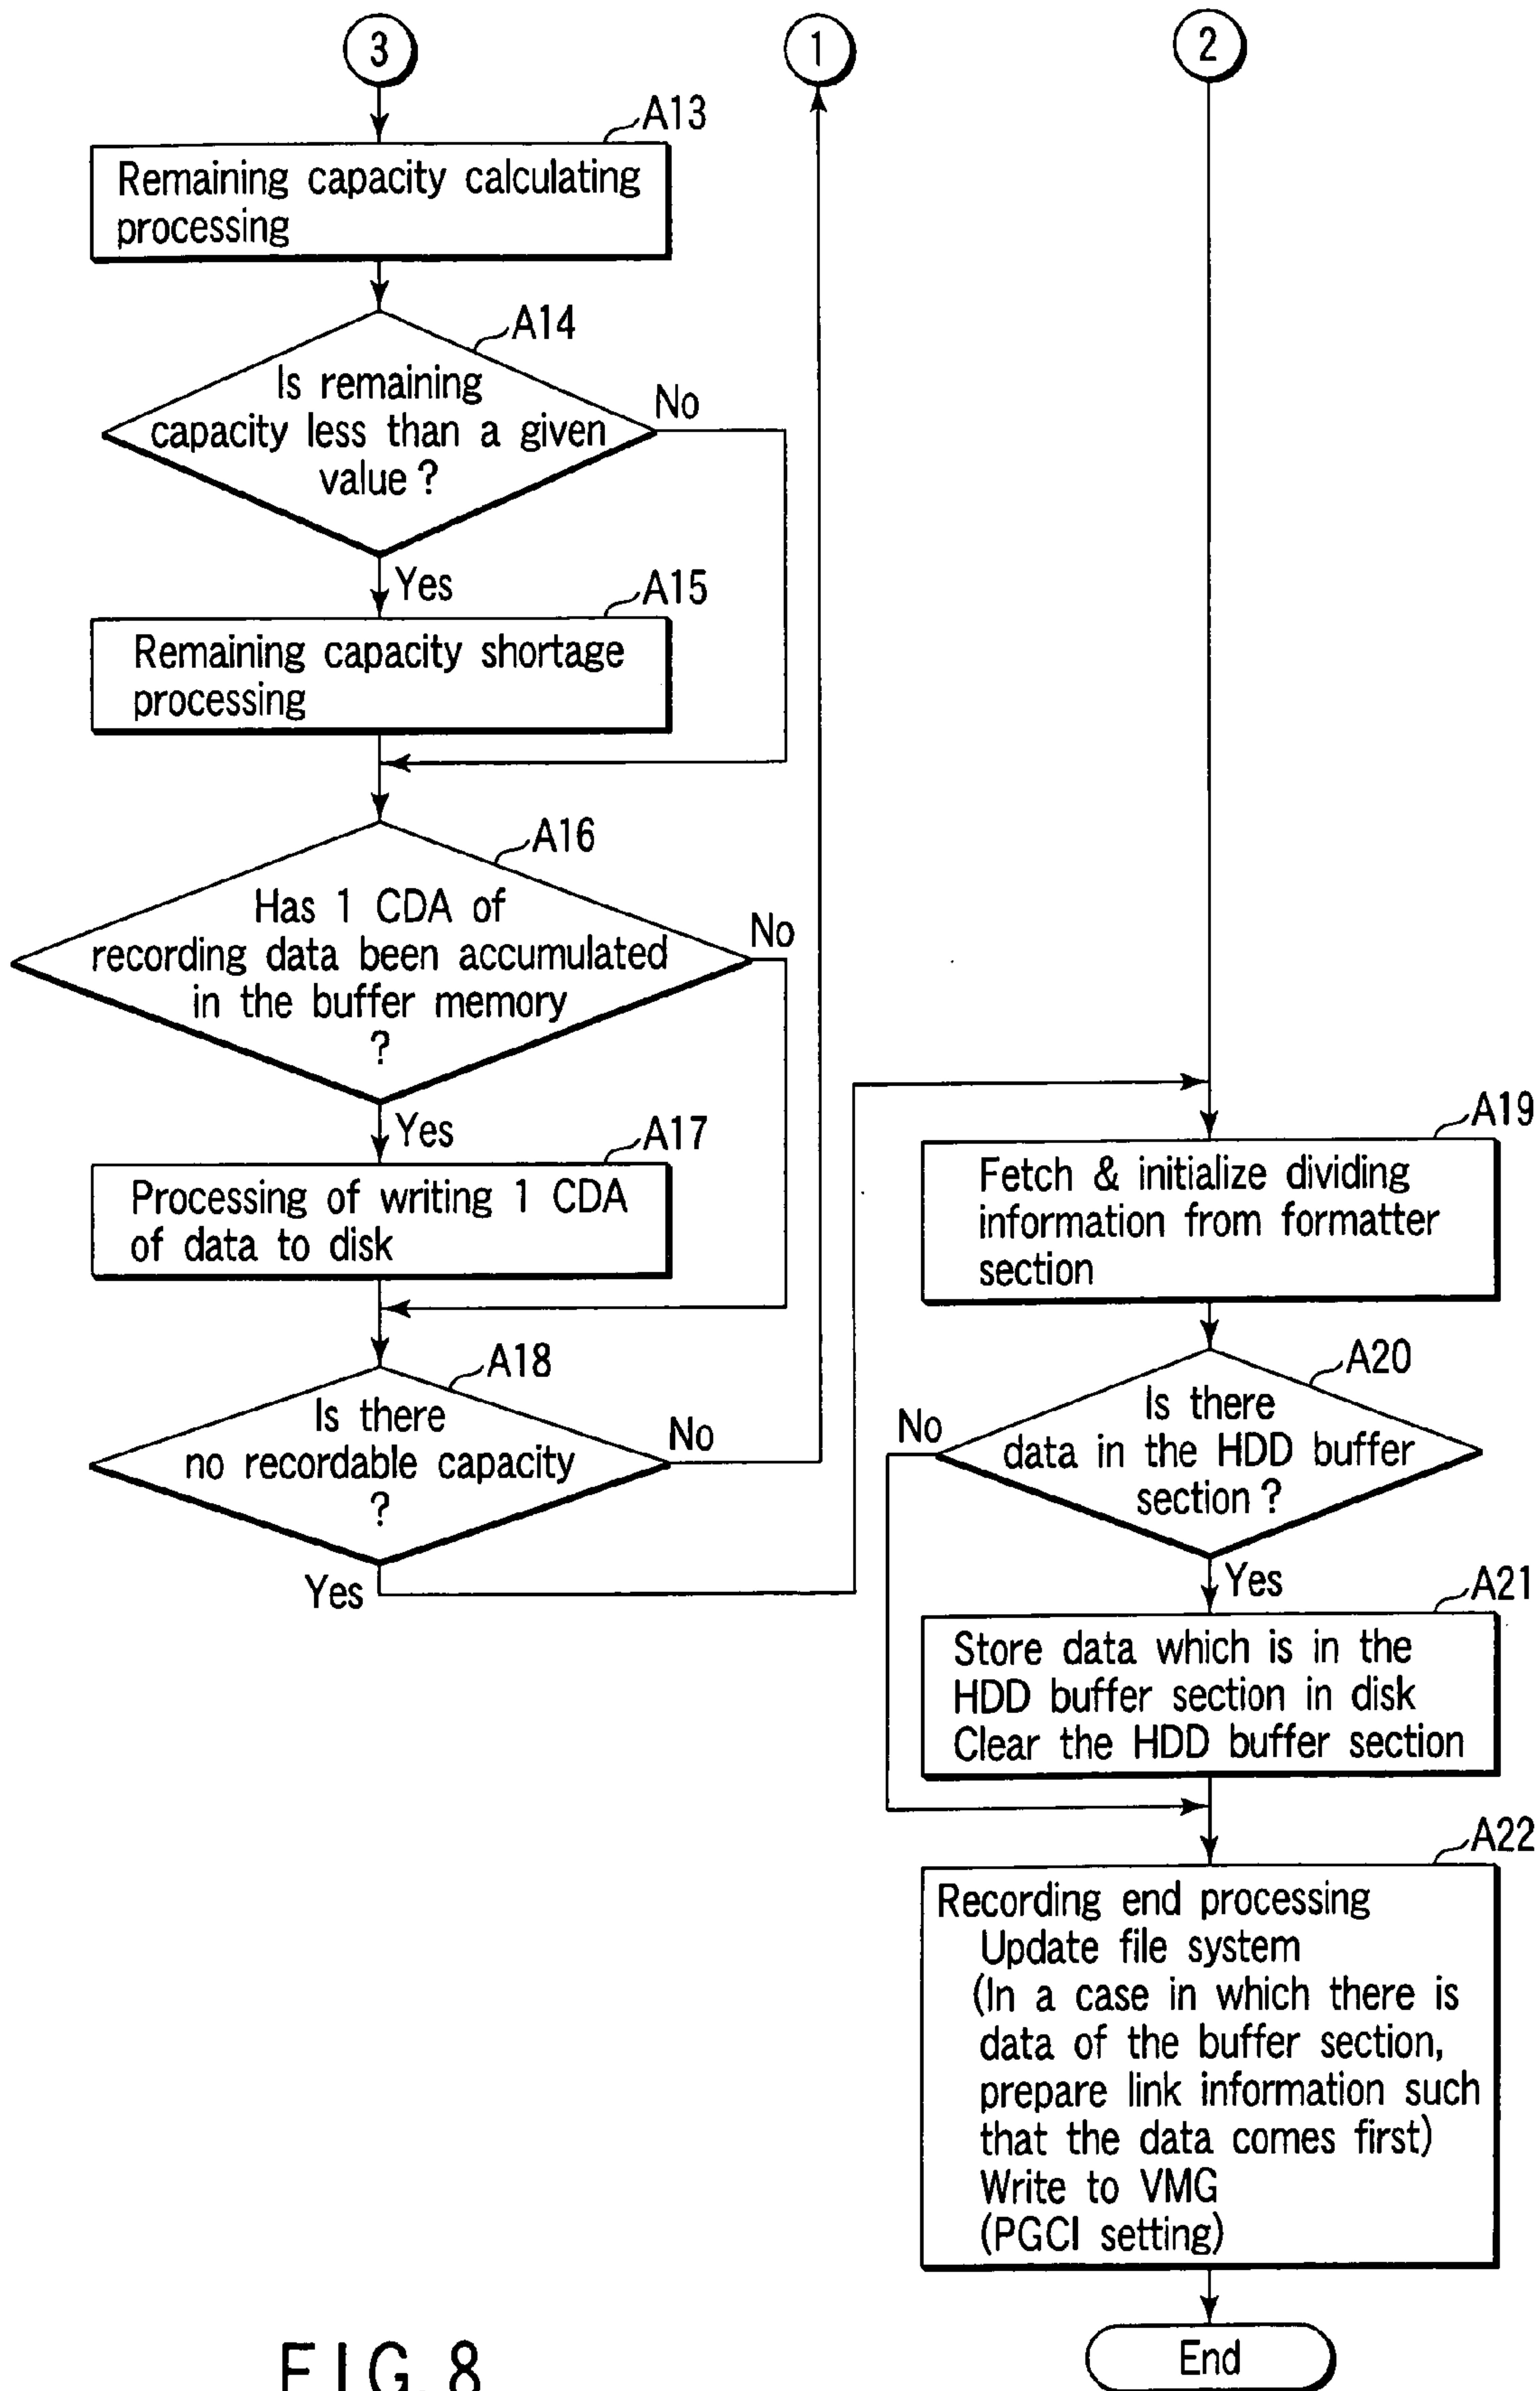 3
1
2
A13
Remaining capacity calculating
processing
A14
Is remaining
capacity less than a given
value ?
No
Yes
A15
Remaining capacity shortage
processing
A16
Has 1 CDA of
recording data been accumulated
in the buffer memory
?
No
Yes
A17
Processing of writing 1 CDA
of data to disk
A18
Is there
no recordable capacity
?
No
Yes
A19
Fetch & initialize dividing
information from formatter
section
A20
Is there
data in the HDD buffer
section ?
No
Yes
A21
Store data which is in the
HDD buffer section in disk
Clear the HDD buffer section
A22
Recording end processing
Update file system
(In a case in which there is
data of the buffer section,
prepare link information such
that the data comes first)
Write to VMG
(PGCI setting)
End
FIG. 8